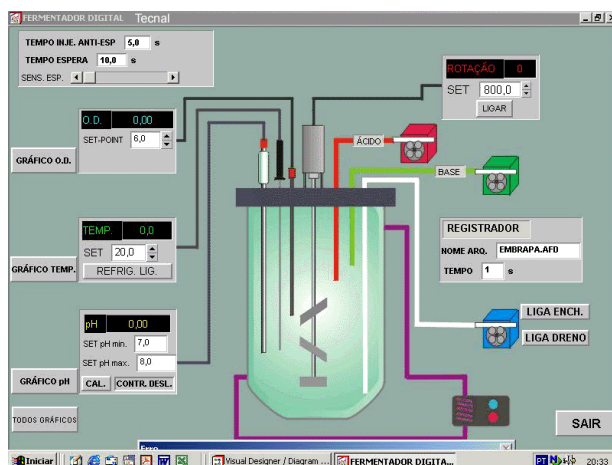 FERMENTADOR DIGITAL Tecnal
TEMPO INJE. ANTI-ESP 5,0 s
TEMPO ESPERA 10,0 s
SENS. ESP.
ROTAÇÃO 0
SET 800,0
LIGAR
O.D. 0,00
SET-POINT 6,0
GRÁFICO O.D.
ÁCIDO
BASE
TEMP. 0,0
SET 20,0
REFRIG. LIG.
GRÁFICO TEMP.
REGISTRADOR
NOME ARQ. EMBRAPA.AFD
TEMPO 1 s
pH 0,00
SET pH min. 7,0
SET pH max. 8,0
CAL. CONTR. DESL.
GRÁFICO pH
LIGA ENCH.
LIGA DRENO
TODOS GRÁFICOS
SAIR
Erro
Iniciar
Visual Designer / Diagram ...
FERMENTADOR DIGITAL...
PT
20:33